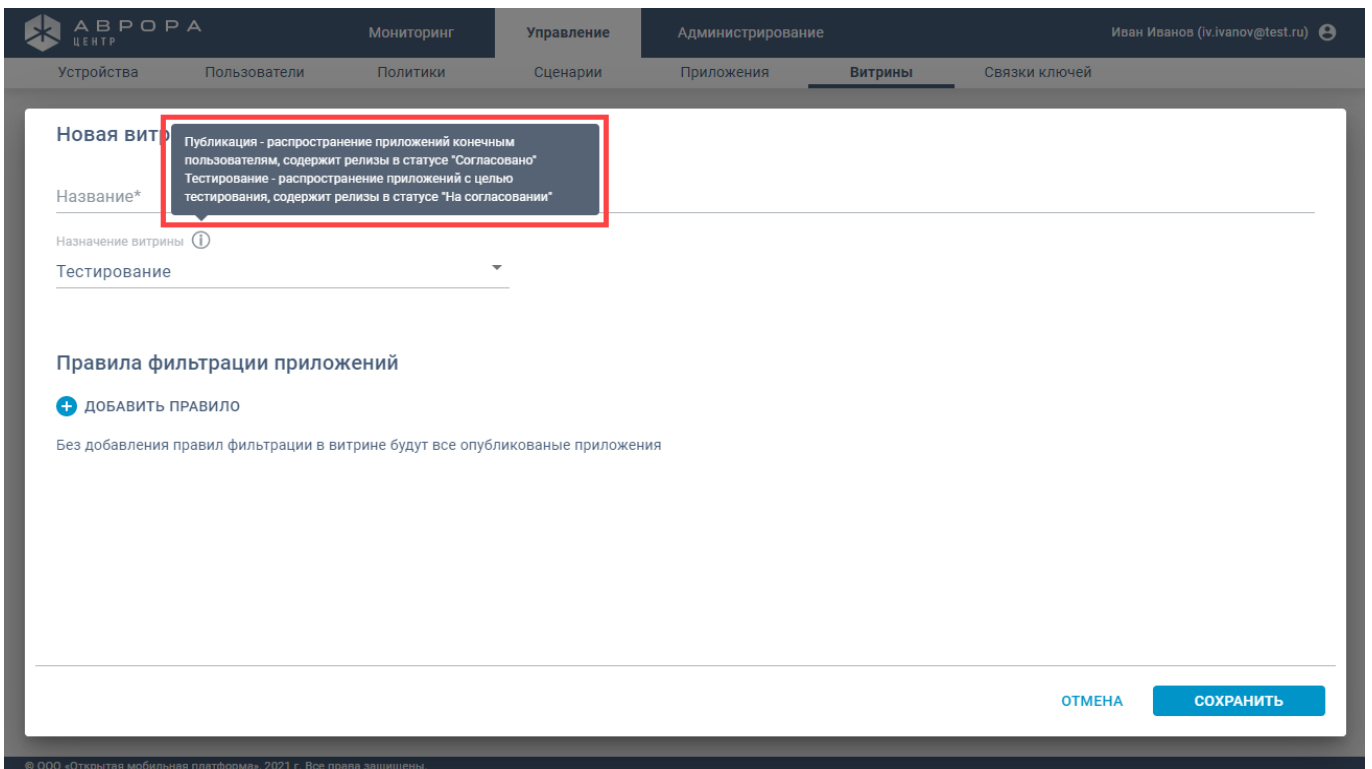 АВРОРА
ЦЕНТР
Мониторинг
Управление
Администрирование
Иван Иванов (iv.ivanov@test.ru)
Устройства
Пользователи
Политики
Сценарии
Приложения
Витрины
Связки ключей
Новая витр
Публикация - распространение приложений конечным
пользователям, содержит релизы в статусе "Согласовано"
Тестирование - распространение приложений с целью
тестирования, содержит релизы в статусе "На согласовании"
Название*
Назначение витрины
Тестирование
Правила фильтрации приложений
ДОБАВИТЬ ПРАВИЛО
Без добавления правил фильтрации в витрине будут все опубликованые приложения
ОТМЕНА
СОХРАНИТЬ
© ООО «Открытая мобильная платформа», 2021 г. Все права защищены.